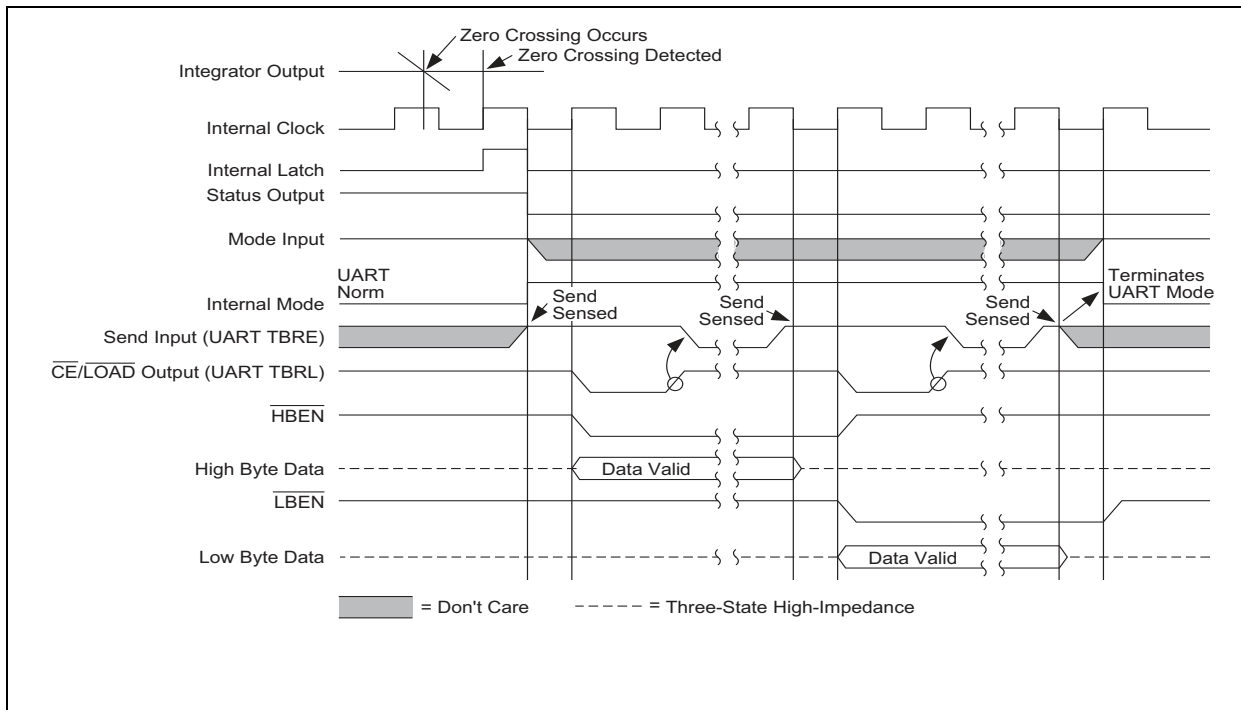 Zero Crossing Occurs
Zero Crossing Detected
Integrator Output
Internal Clock
Internal Latch
Status Output
Mode Input
UART
Norm
Internal Mode
Send
Sensed
Send
Sensed
Send
Sensed
Terminates
UART Mode
Send Input (UART TBRE)
CE/LOAD Output (UART TBRL)
HBEN
High Byte Data
Data Valid
LBEN
Low Byte Data
Data Valid
= Don't Care
= Three-State High-Impedance